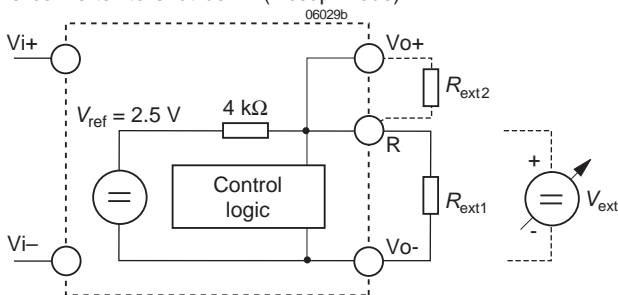 06029b
Vi+
Vo+
Rext2
Vref = 2.5 V
4 kΩ
R
+
Control
logic
Rext1
Vext
-
Vi–
Vo-